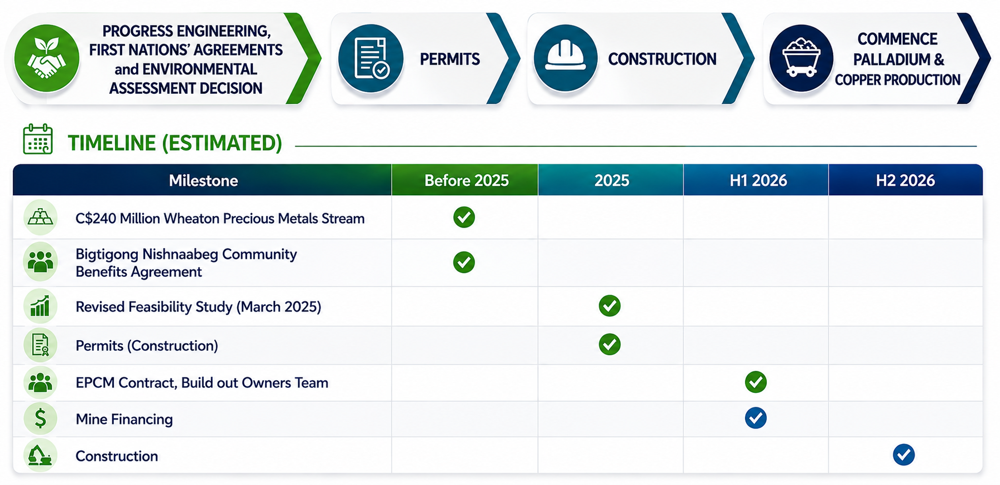 PROGRESS ENGINEERING,
FIRST NATIONS’ AGREEMENTS
and ENVIRONMENTAL
ASSESSMENT DECISION
PERMITS
CONSTRUCTION
COMMENCE
PALLADIUM &
COPPER PRODUCTION
TIMELINE (ESTIMATED)
Milestone
Before 2025
2025
H1 2026
H2 2026
C$240 Million Wheaton Precious Metals Stream
Bigtigong Nishnaabeg Community
Benefits Agreement
Revised Feasibility Study (March 2025)
Permits (Construction)
EPCM Contract, Build out Owners Team
$
Mine Financing
Construction